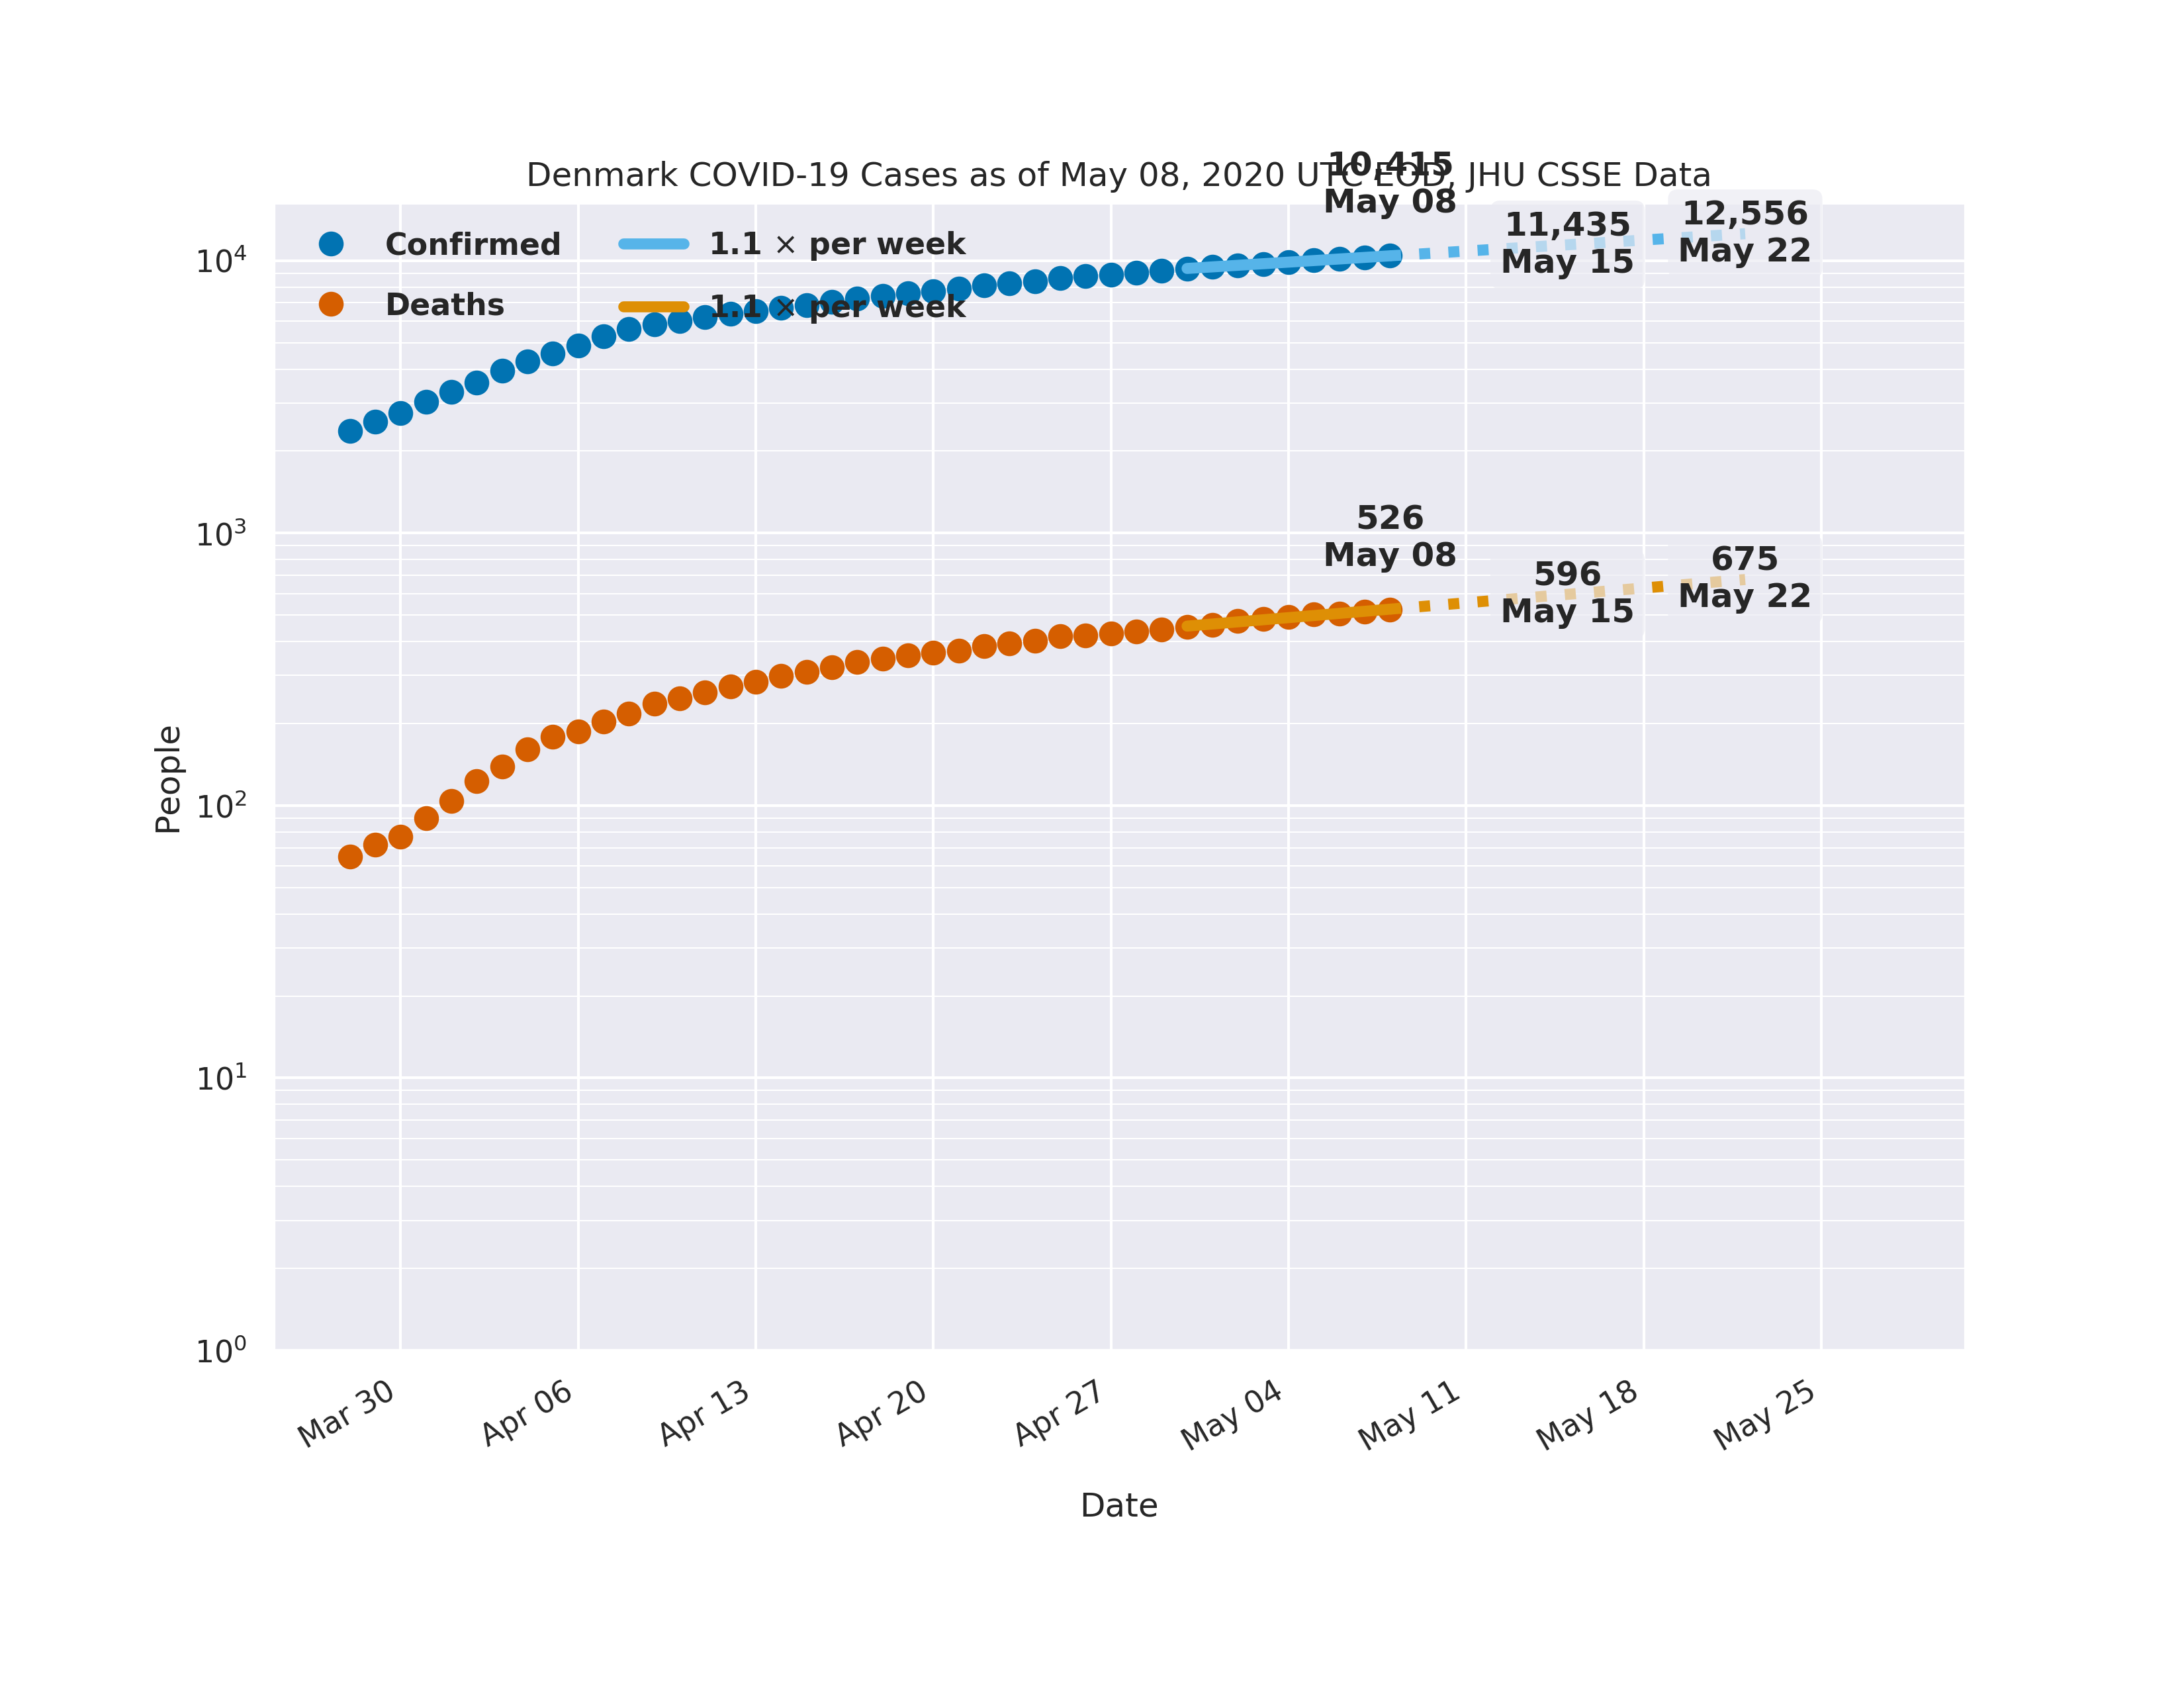 Denmark COVID-19 Cases as of May 08, 2020 UTC EOD, JHU CSSE Data
10,415
May 08
11,435
May 15
12,556
May 22
Confirmed
Deaths
1.1 × per week
1.1 × per week
526
May 08
596
May 15
675
May 22
People
10⁴
10³
10²
10¹
10⁰
Mar 30
Apr 06
Apr 13
Apr 20
Apr 27
May 04
May 11
May 18
May 25
Date